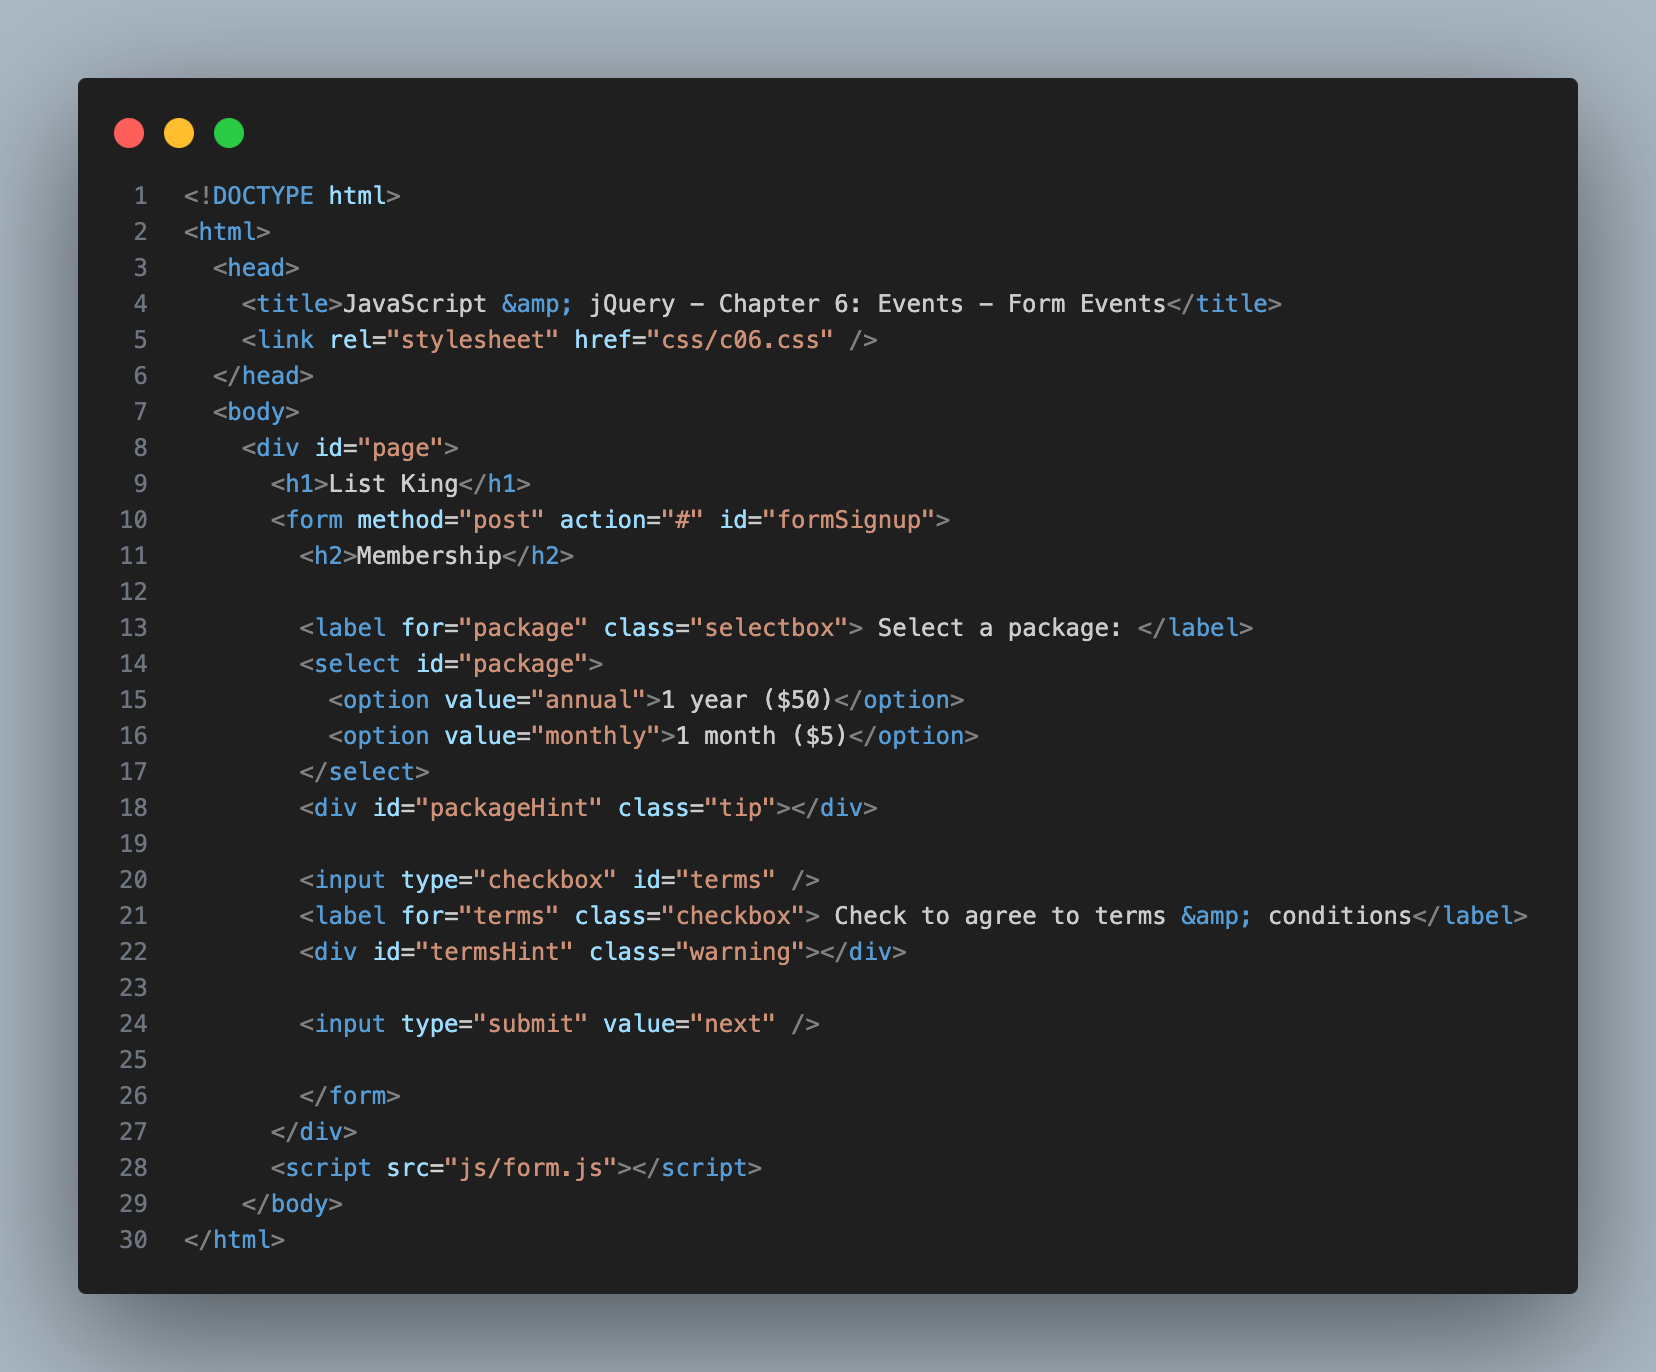 1 <!DOCTYPE html>
2 <html>
3   <head>
4     <title>JavaScript &amp; jQuery - Chapter 6: Events - Form Events</title>
5     <link rel="stylesheet" href="css/c06.css" />
6   </head>
7   <body>
8     <div id="page">
9       <h1>List King</h1>
10       <form method="post" action="#" id="formSignup">
11         <h2>Membership</h2>
12
13         <label for="package" class="selectbox"> Select a package: </label>
14         <select id="package">
15           <option value="annual">1 year ($50)</option>
16           <option value="monthly">1 month ($5)</option>
17         </select>
18         <div id="packageHint" class="tip"></div>
19
20         <input type="checkbox" id="terms" />
21         <label for="terms" class="checkbox"> Check to agree to terms &amp; conditions</label>
22         <div id="termsHint" class="warning"></div>
23
24         <input type="submit" value="next" />
25
26         </form>
27       </div>
28       <script src="js/form.js"></script>
29     </body>
30 </html>